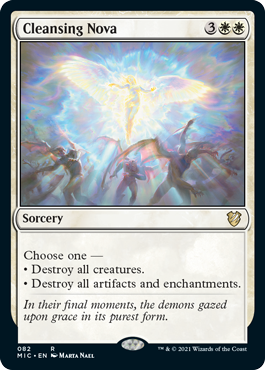 Cleansing Nova 3
Sorcery
Choose one —
• Destroy all creatures.
• Destroy all artifacts and enchantments.
In their final moments, the demons gazed
upon grace in its purest form.
082 R
MIC • EN Marta Nael ™ & © 2021 Wizards of the Coast